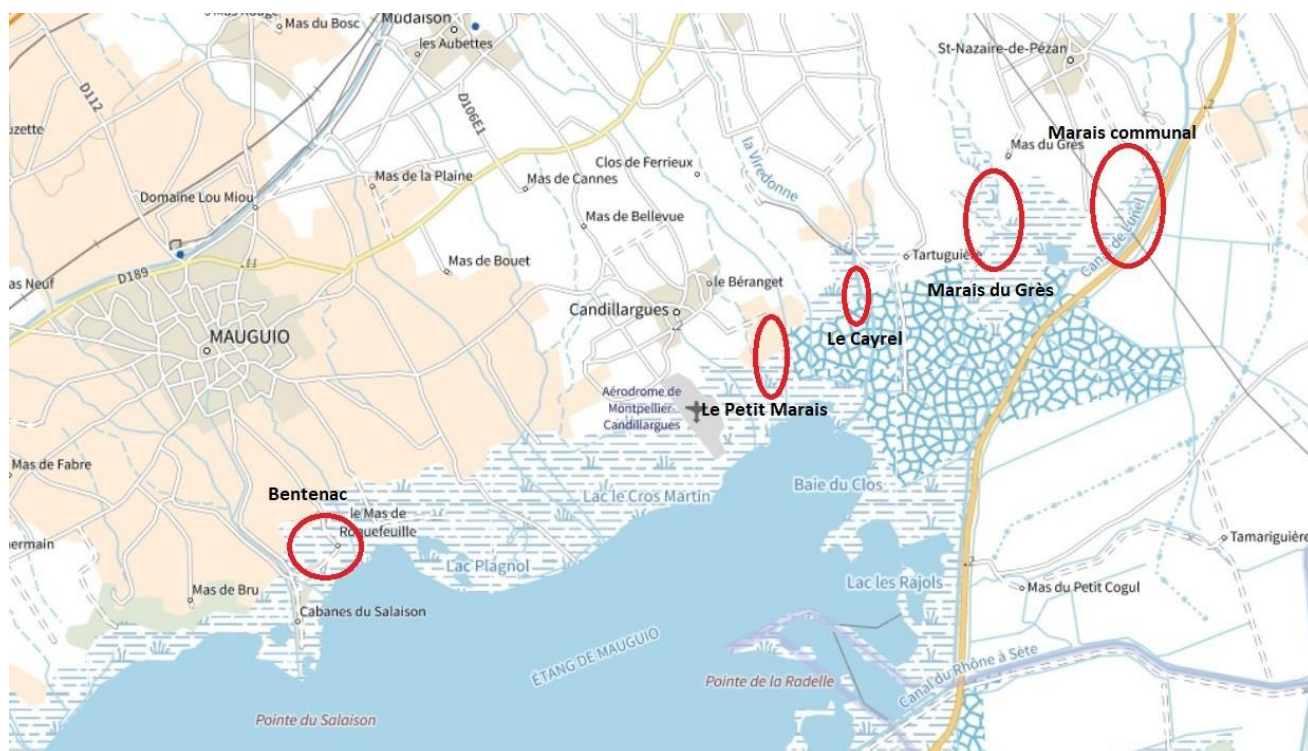 Mas du Bosc
Mudaison
les Aubettes
St-Nazaire-de-Pézan
D112
D106E1
uzette
Marais communal
.2
la Viredonne
Mas du Grès
Clos de Ferrieux
Mas de la Plaine
Mas de Cannes
Domaine Lou Miou
Mas de Bellevue
Canal de Lunel
Mas de Bouet
Tartuguière
D189
as Neuf
11
le Béranget
Marais du Grès
Candillargues
.2
MAUGUIO
Le Cayrel
Aérodrome de
Montpellier-
Candillargues
Le Petit Marais
Mas de Fabre
Baie du Clos
Bentenac
Lac le Cros Martin
le Mas de
Roquefeuille
ermain
Tamariguière
Lac Plagnol
.2
Mas de Bru
Lac les Rajols
Mas du Petit Cogul
Cabanes du Salaison
ÉTANG DE MAUGUIO
Canal du Rhône à Sète
Pointe de la Radelle
Pointe du Salaison